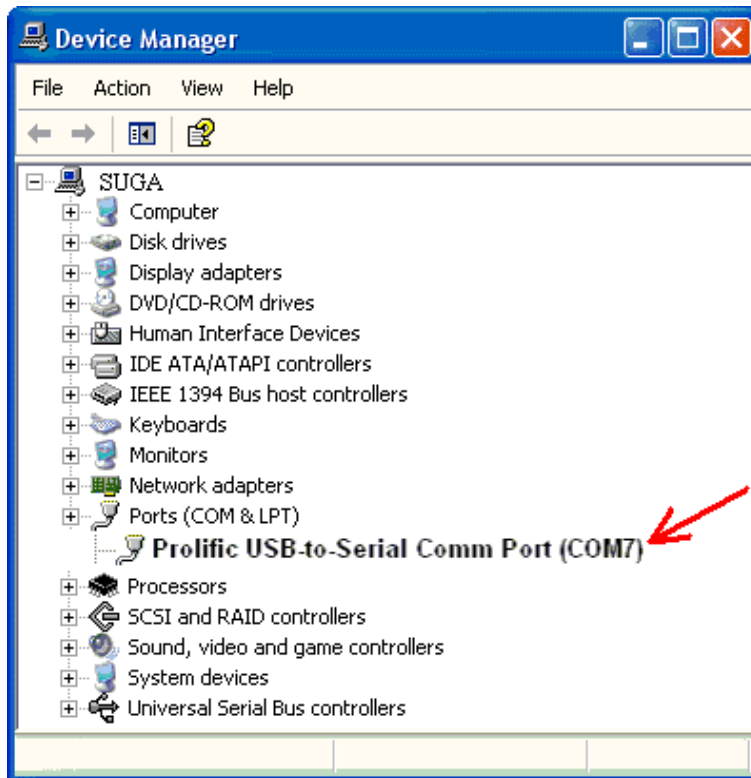 Device Manager
File Action View Help
SUGA
Computer
Disk drives
Display adapters
DVD/CD-ROM drives
Human Interface Devices
IDE ATA/ATAPI controllers
IEEE 1394 Bus host controllers
Keyboards
Monitors
Network adapters
Ports (COM & LPT)
Prolific USB-to-Serial Comm Port (COM7)
Processors
SCSI and RAID controllers
Sound, video and game controllers
System devices
Universal Serial Bus controllers